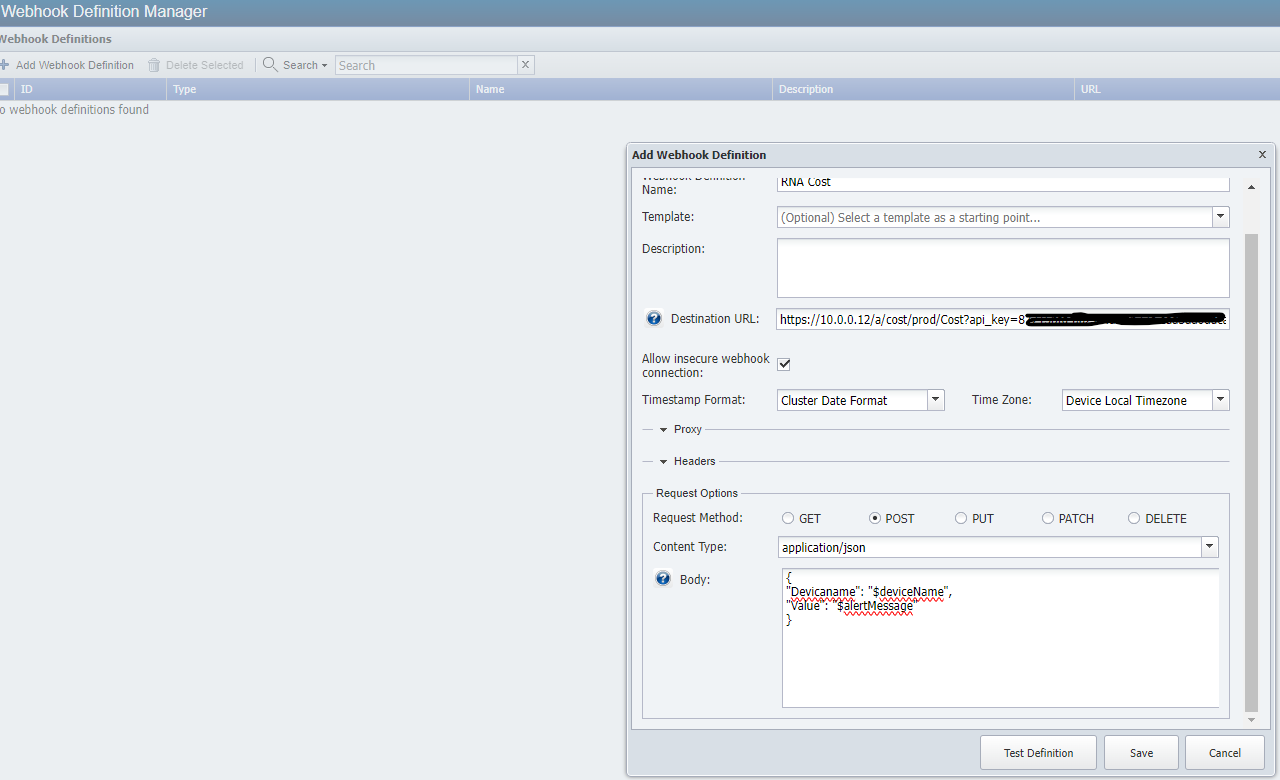 Webhook Definition Manager
Webhook Definitions
Add Webhook Definition Delete Selected Search Search X
ID Type Name Description URL
o webhook definitions found
Add Webhook Definition X
Webhook Definition
Name: RNA Cost
Template: (Optional) Select a template as a starting point...
Description:
? Destination URL: https://10.0.0.12/a/cost/prod/Cost?api_key=8
Allow insecure webhook
connection:
Timestamp Format: Cluster Date Format Time Zone: Device Local Timezone
Proxy
Headers
Request Options
Request Method: GET POST PUT PATCH DELETE
Content Type: application/json
? Body: {
"Devicaname": "$deviceName",
"Value": "$alertMessage"
}
Test Definition Save Cancel